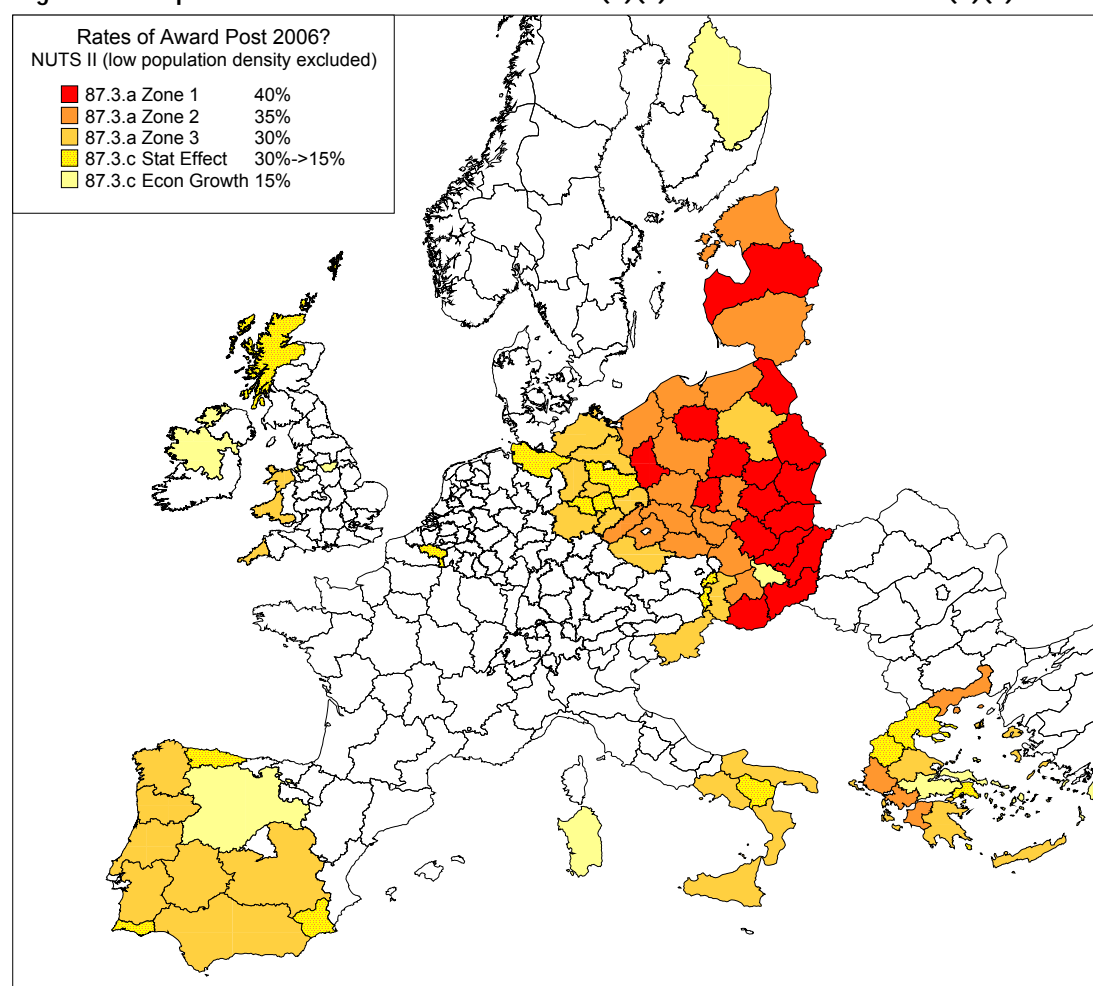 Rates of Award Post 2006?
NUTS II (low population density excluded)
87.3.a Zone 1 40%
87.3.a Zone 2 35%
87.3.a Zone 3 30%
87.3.c Stat Effect 30%->15%
87.3.c Econ Growth 15%